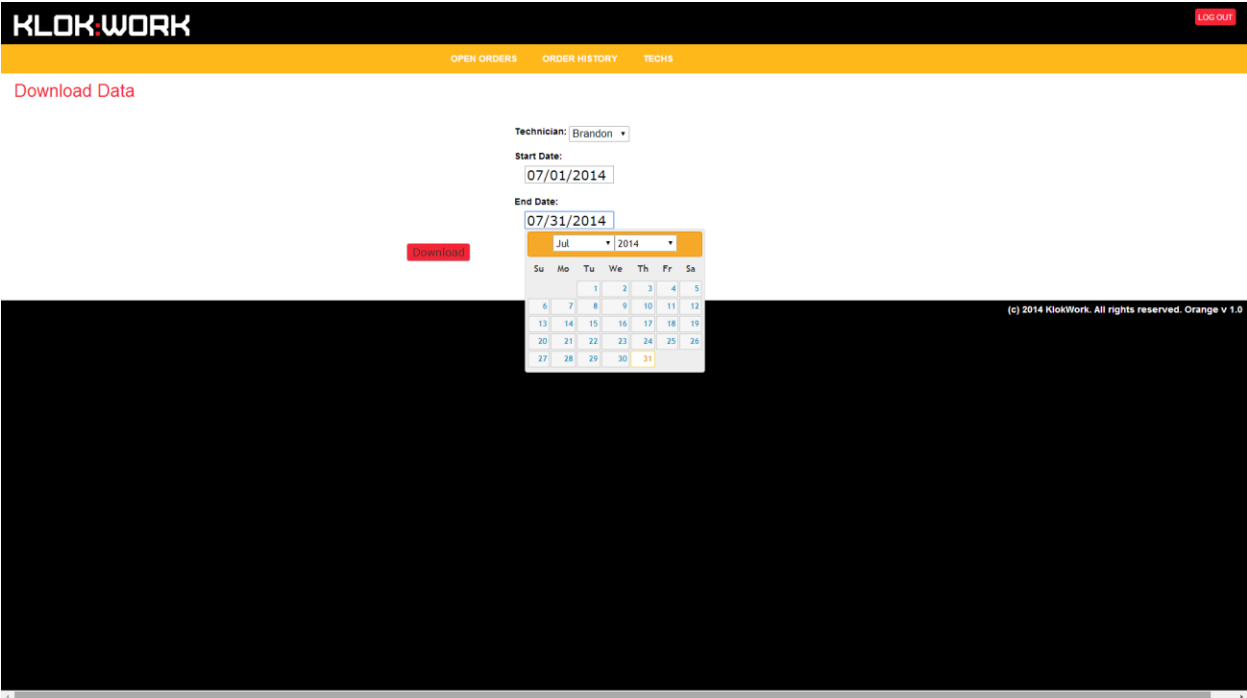 KLOK:WORK
LOG OUT
OPEN ORDERS ORDER HISTORY TECHS
Download Data
Technician: Brandon
Start Date:
07/01/2014
End Date:
07/31/2014
Jul 2014
Download
Su Mo Tu We Th Fr Sa
1 2 3 4 5
6 7 8 9 10 11 12
(c) 2014 KlokWork. All rights reserved. Orange v 1.0
13 14 15 16 17 18 19
20 21 22 23 24 25 26
27 28 29 30 31